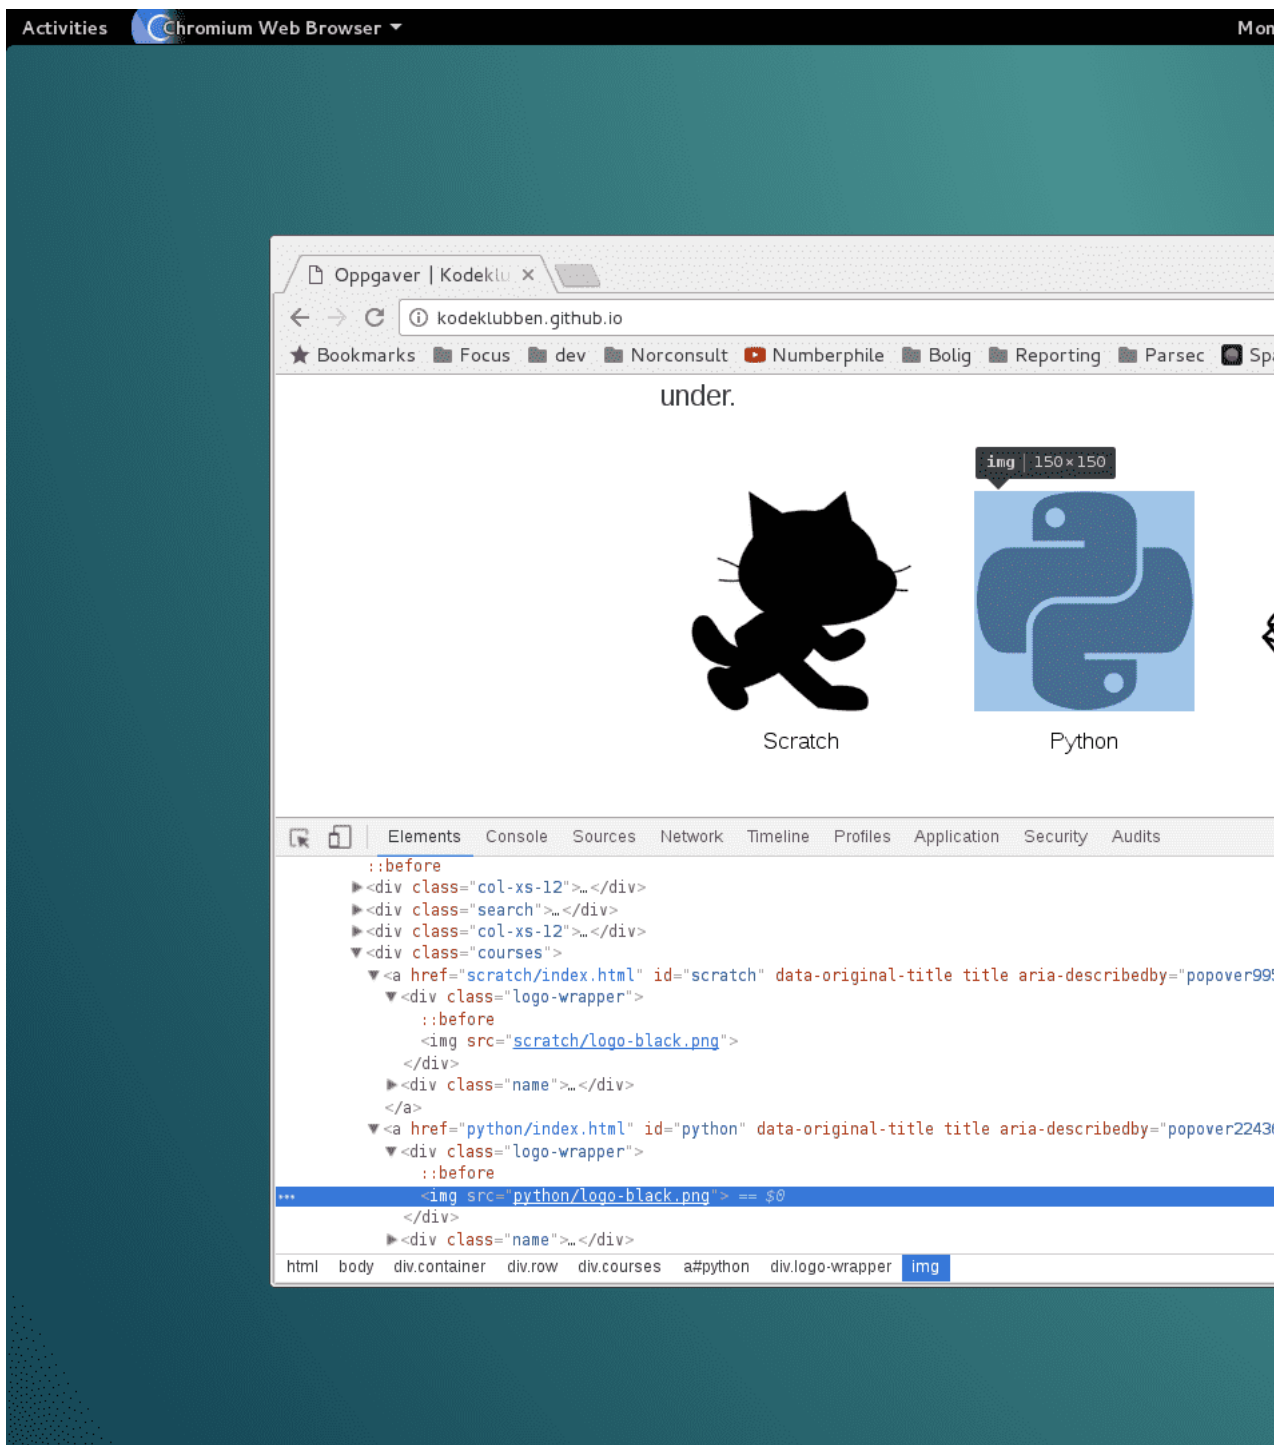 Activities Chromium Web Browser Mon
Oppgaver | Kodeklu
kodeklubben.github.io
Bookmarks Focus dev Norconsult Numberphile Bolig Reporting Parsec Spa
under.
img | 150×150
Scratch Python
Elements Console Sources Network Timeline Profiles Application Security Audits
::before
▶<div class="col-xs-12">…</div>
▶<div class="search">…</div>
▶<div class="col-xs-12">…</div>
▼<div class="courses">
▼<a href="scratch/index.html" id="scratch" data-original-title title aria-describedby="popover995
▼<div class="logo-wrapper">
::before
<img src="scratch/logo-black.png">
</div>
▶<div class="name">…</div>
</a>
▼<a href="python/index.html" id="python" data-original-title title aria-describedby="popover22436
▼<div class="logo-wrapper">
::before
… <img src="python/logo-black.png"> == $0
</div>
▶<div class="name">…</div>
html body div.container div.row div.courses a#python div.logo-wrapper img